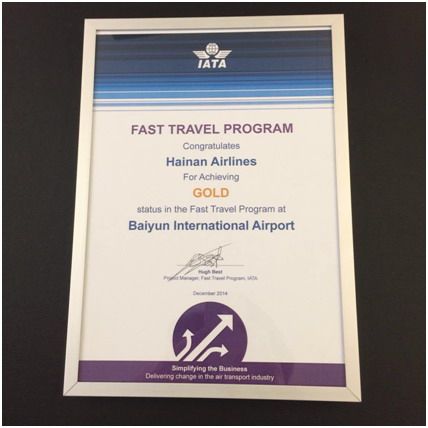 IATA
FAST TRAVEL PROGRAM
Congratulates
Hainan Airlines
For Achieving
GOLD
status in the Fast Travel Program at
Baiyun International Airport
Hugh Best
Project Manager, Fast Travel Program, IATA
December 2014
Simplifying the Business
Delivering change in the air transport industry